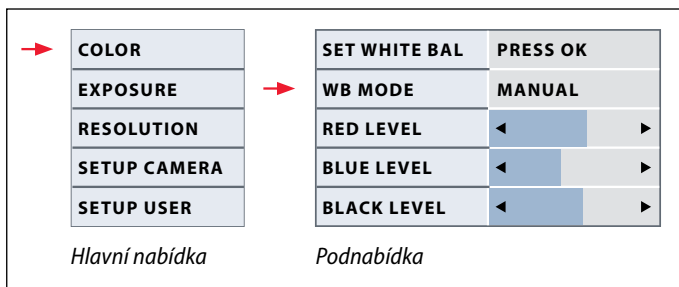 COLOR
EXPOSURE
RESOLUTION
SETUP CAMERA
SETUP USER
Hlavní nabídka
SET WHITE BAL PRESS OK
WB MODE MANUAL
RED LEVEL
BLUE LEVEL
BLACK LEVEL
Podnabídka